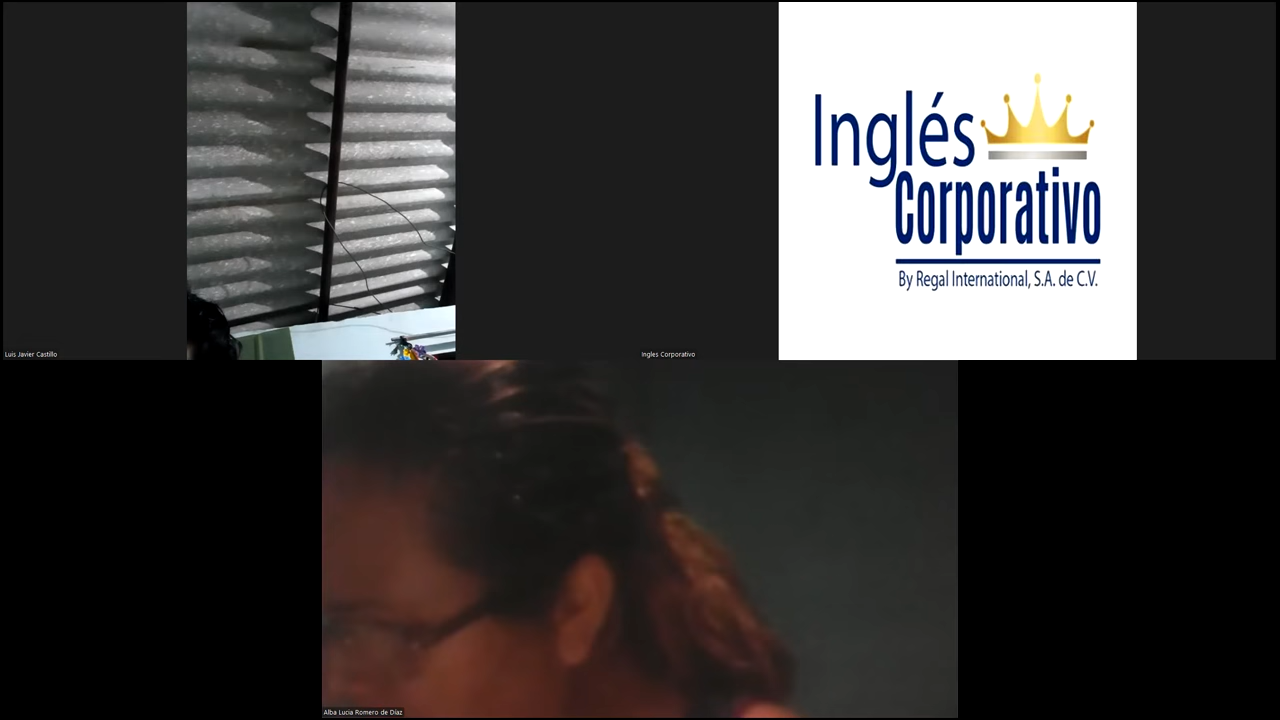 Inglés
Corporativo
By Regal International, S.A. de C.V.
Luis Javier Castillo
Ingles Corporativo
Alba Lucia Romero de Díaz